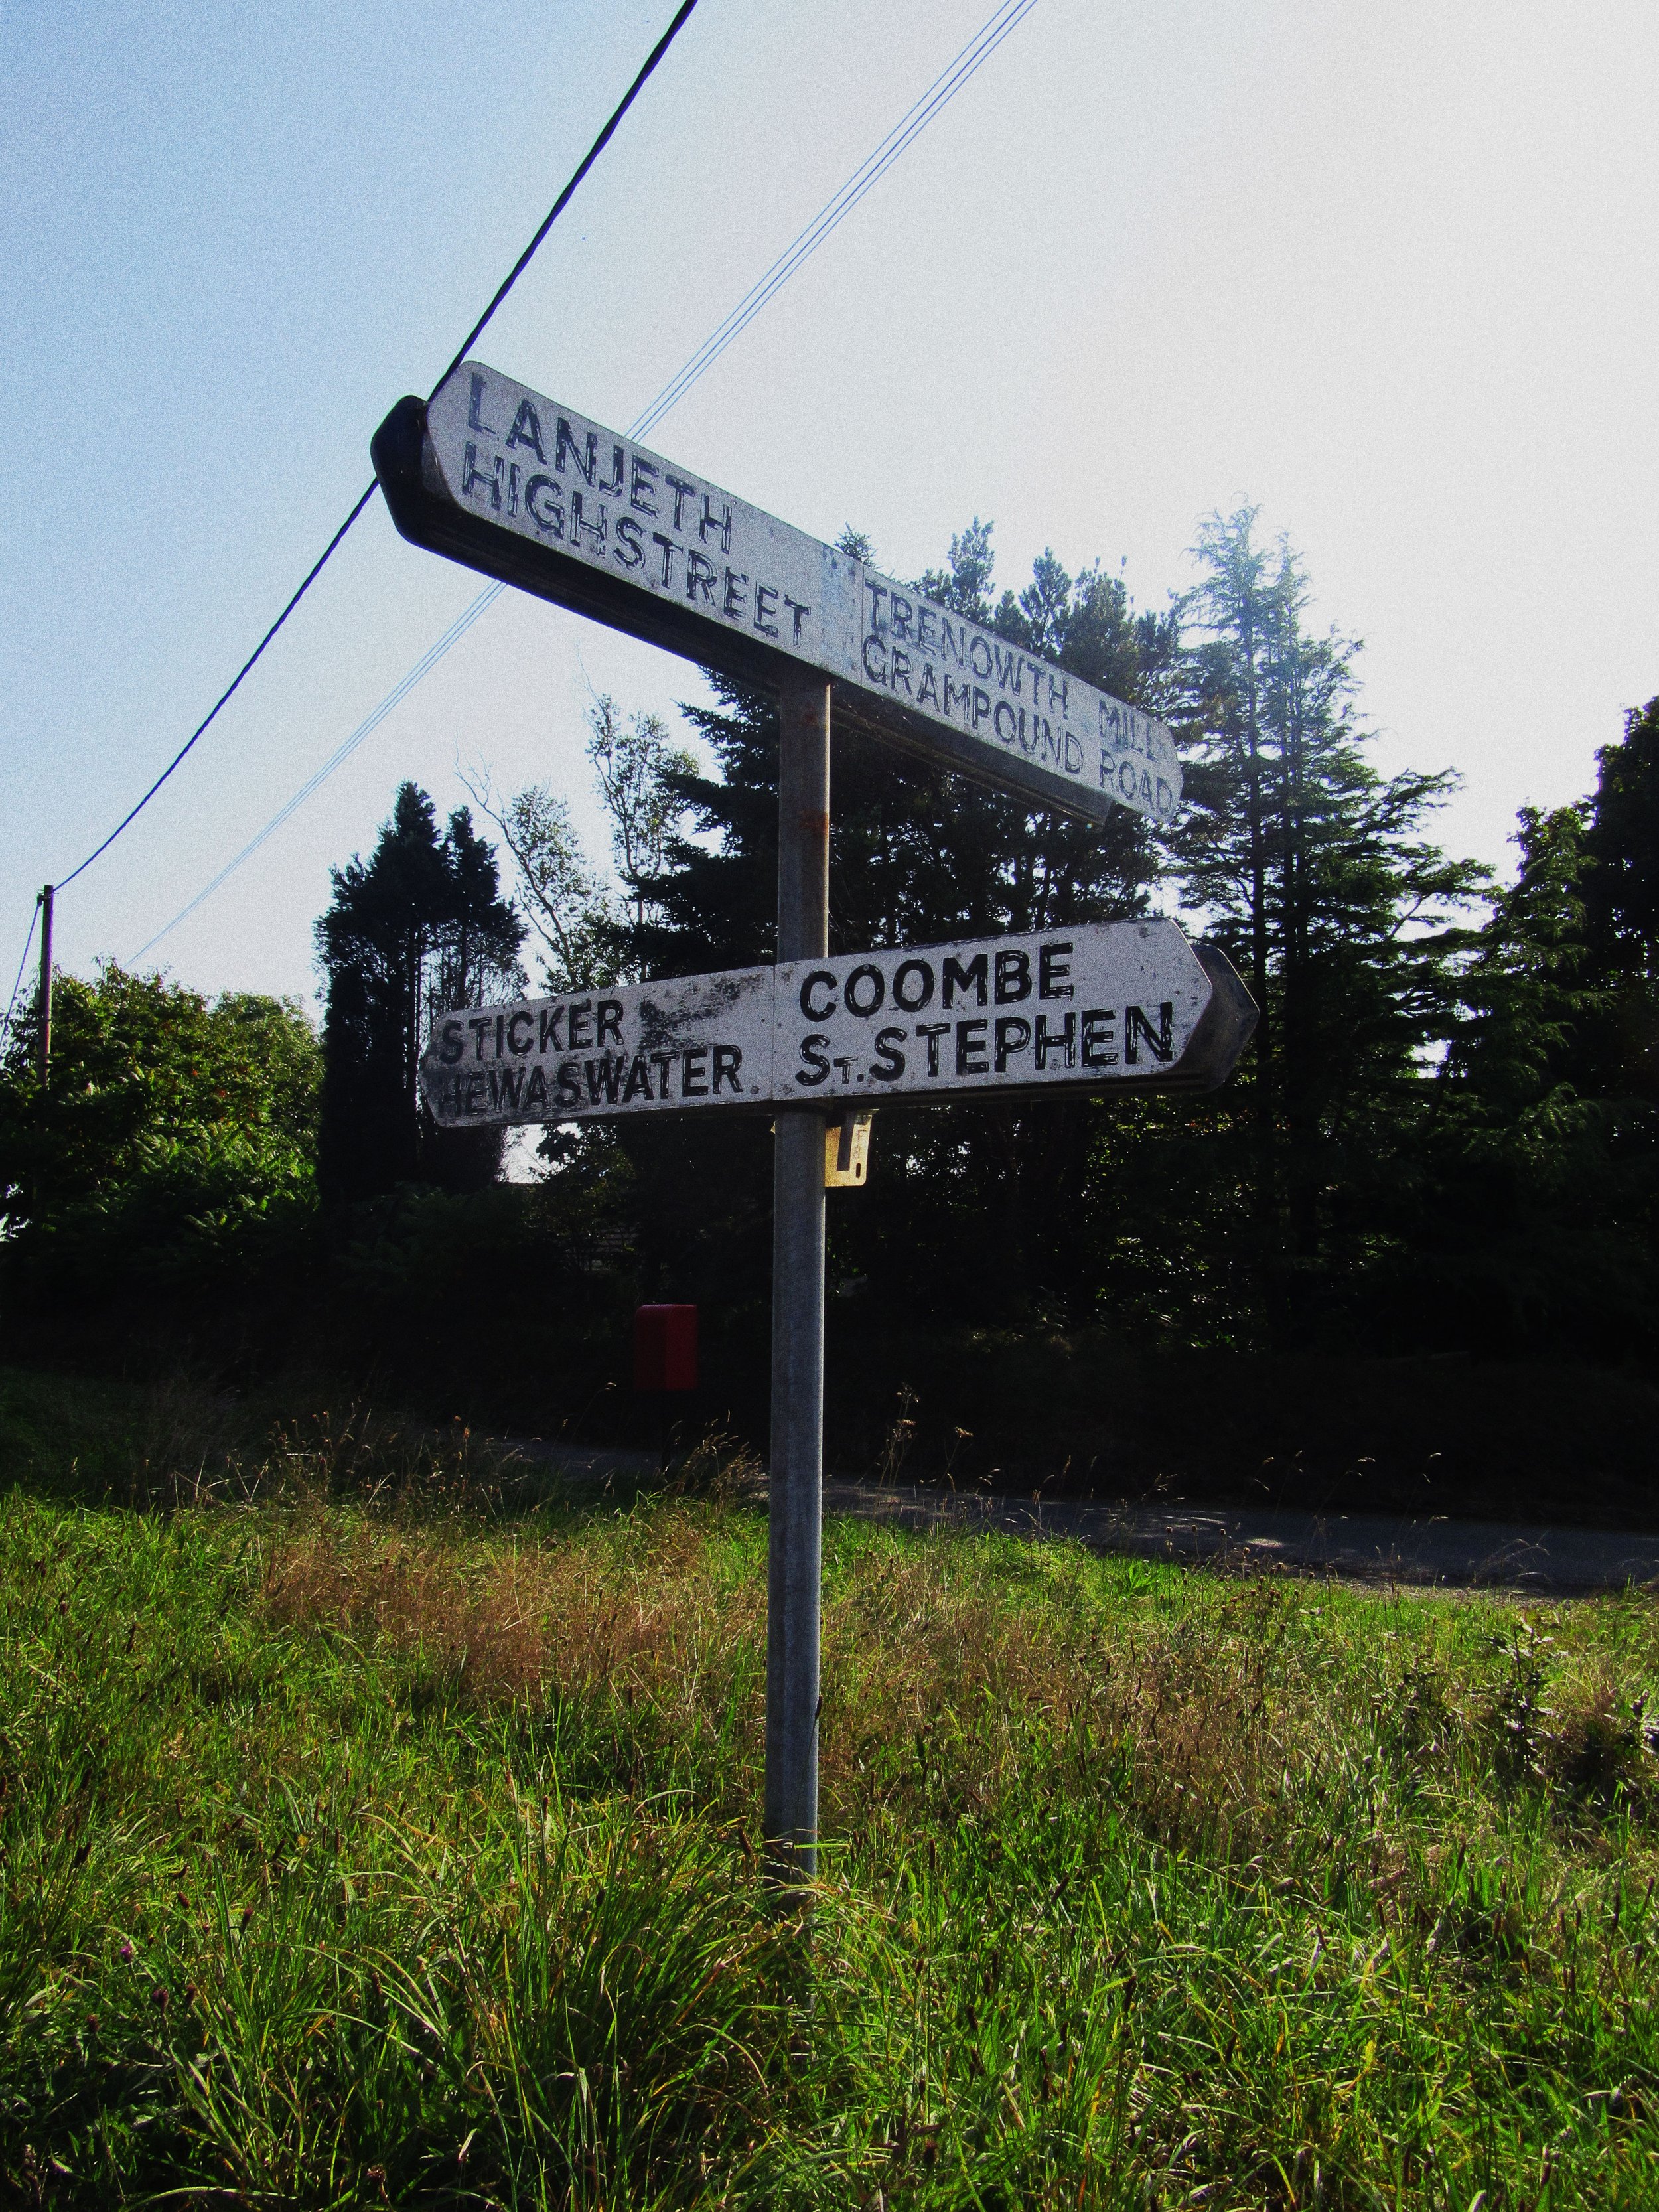 LANJETH
HIGHSTREET
TRENOWTH MILL
GRAMPOUND ROAD
STICKER
HEWASWATER
COOMBE
ST. STEPHEN